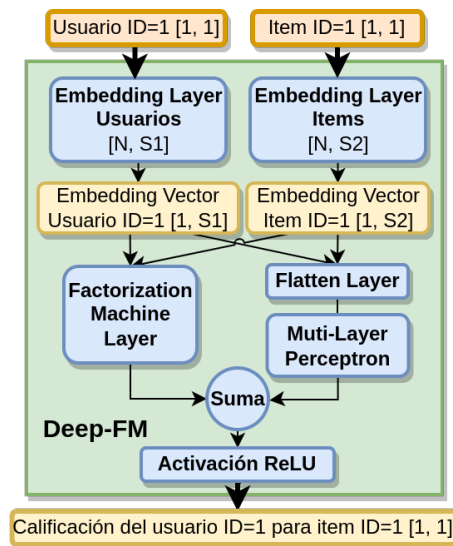 Usuario ID=1 [1, 1]
Item ID=1 [1, 1]
Embedding Layer
Usuarios
[N, S1]
Embedding Layer
Items
[N, S2]
Embedding Vector
Usuario ID=1 [1, S1]
Embedding Vector
Item ID=1 [1, S2]
Factorization
Machine
Layer
Flatten Layer
Muti-Layer
Perceptron
Suma
Deep-FM
Activación ReLU
Calificación del usuario ID=1 para item ID=1 [1, 1]